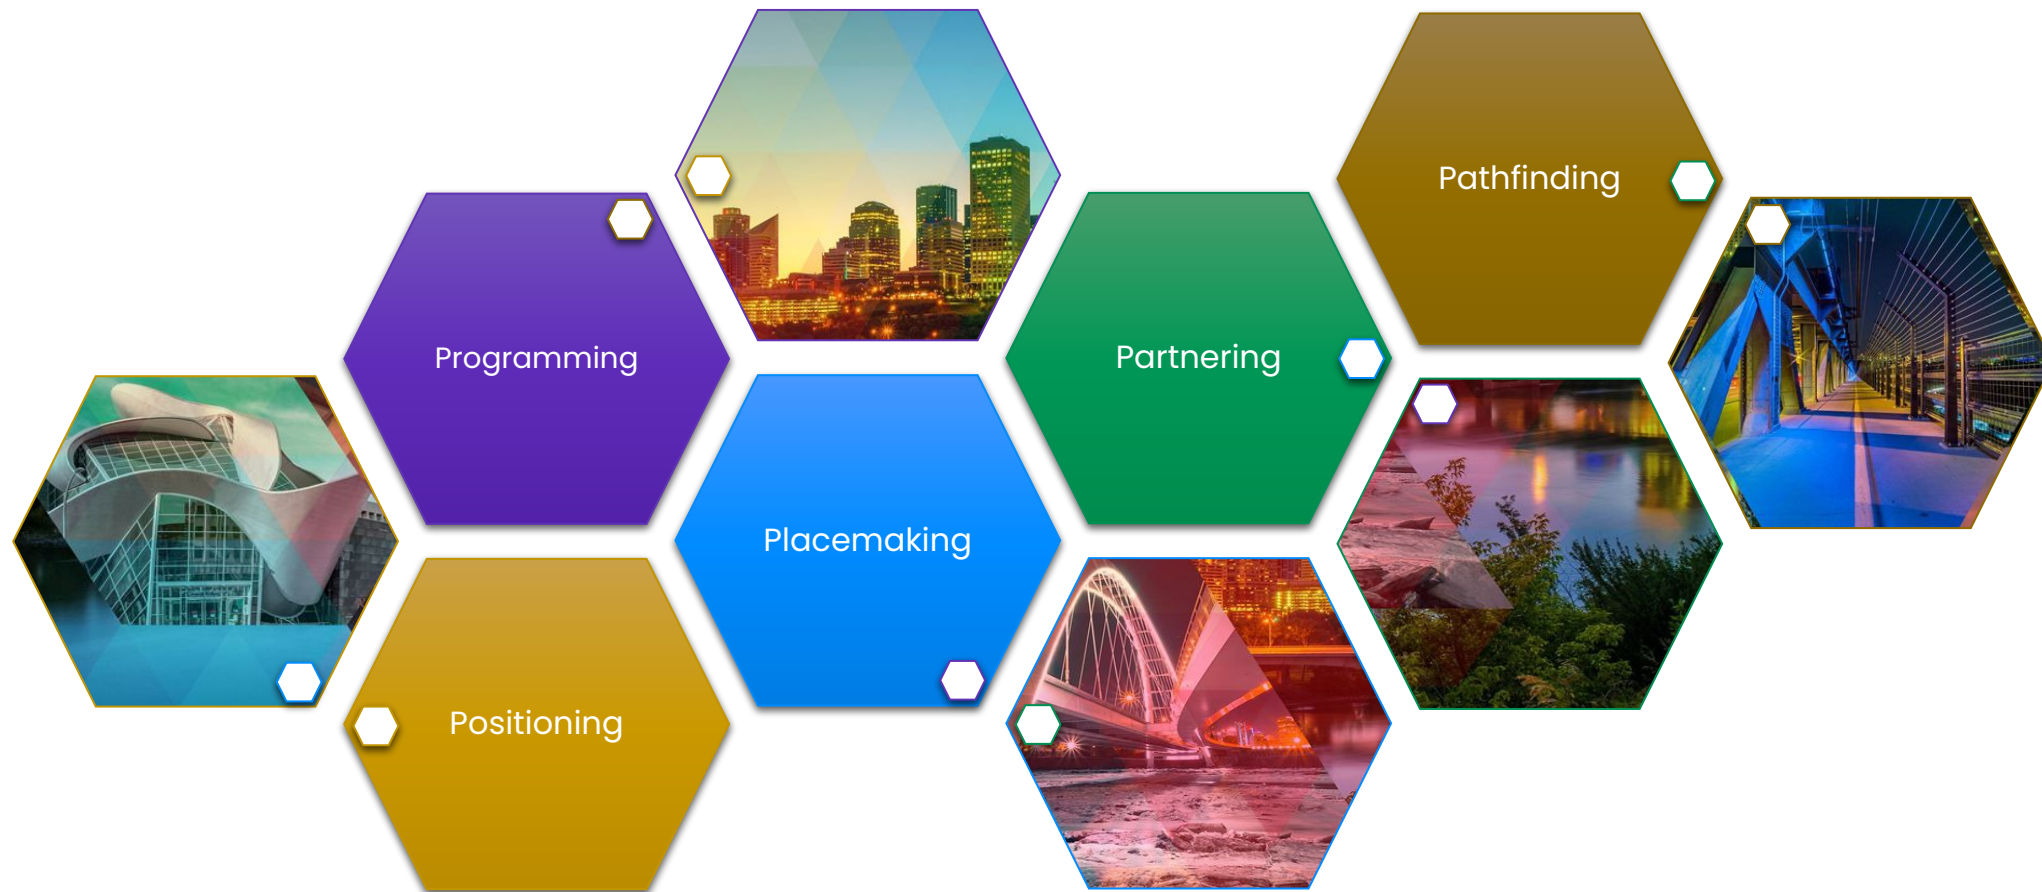 Programming
Positioning
Placemaking
Partnering
Pathfinding